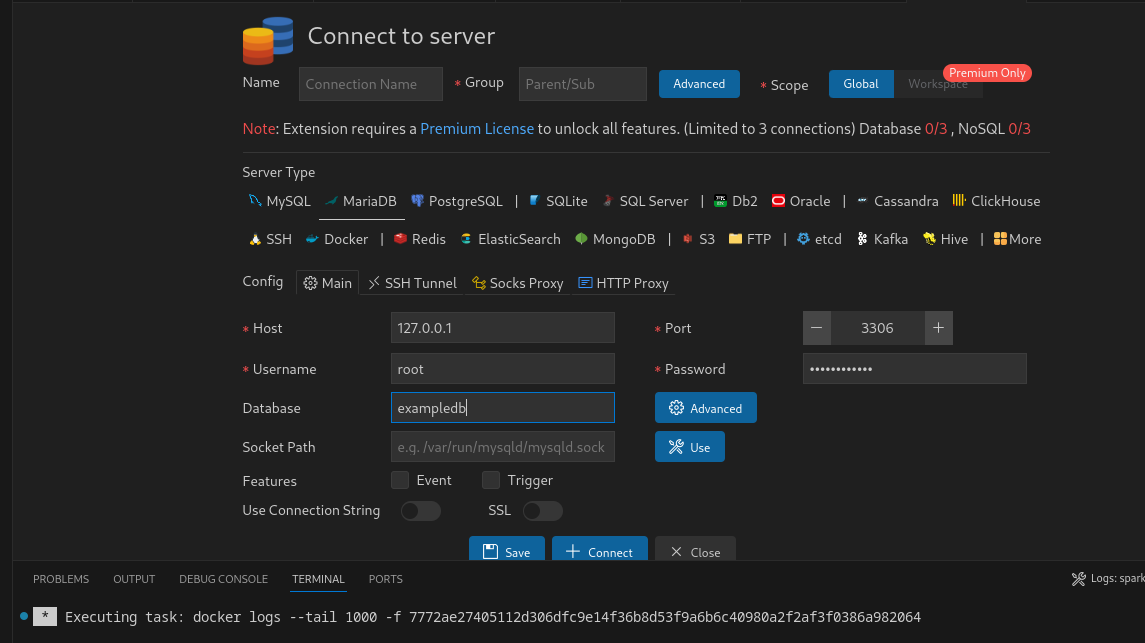 Connect to server
Name Connection Name * Group Parent/Sub Advanced * Scope Global Workspace Premium Only
Note: Extension requires a Premium License to unlock all features. (Limited to 3 connections) Database 0/3 , NoSQL 0/3
Server Type
MySQL MariaDB PostgreSQL | SQLite SQL Server | Db2 Oracle | Cassandra ClickHouse
SSH Docker | Redis ElasticSearch MongoDB | S3 FTP | etcd Kafka Hive | More
Config Main SSH Tunnel Socks Proxy HTTP Proxy
* Host 127.0.0.1 * Port − 3306 +
* Username root * Password ••••••••••••
Database exampledb Advanced
Socket Path e.g. /var/run/mysqld/mysqld.sock Use
Features Event Trigger
Use Connection String SSL
Save Connect Close
PROBLEMS OUTPUT DEBUG CONSOLE TERMINAL PORTS Logs: spark
* Executing task: docker logs --tail 1000 -f 7772ae27405112d306dfc9e14f36b8d53f9a6b6c40980a2f2af3f0386a982064